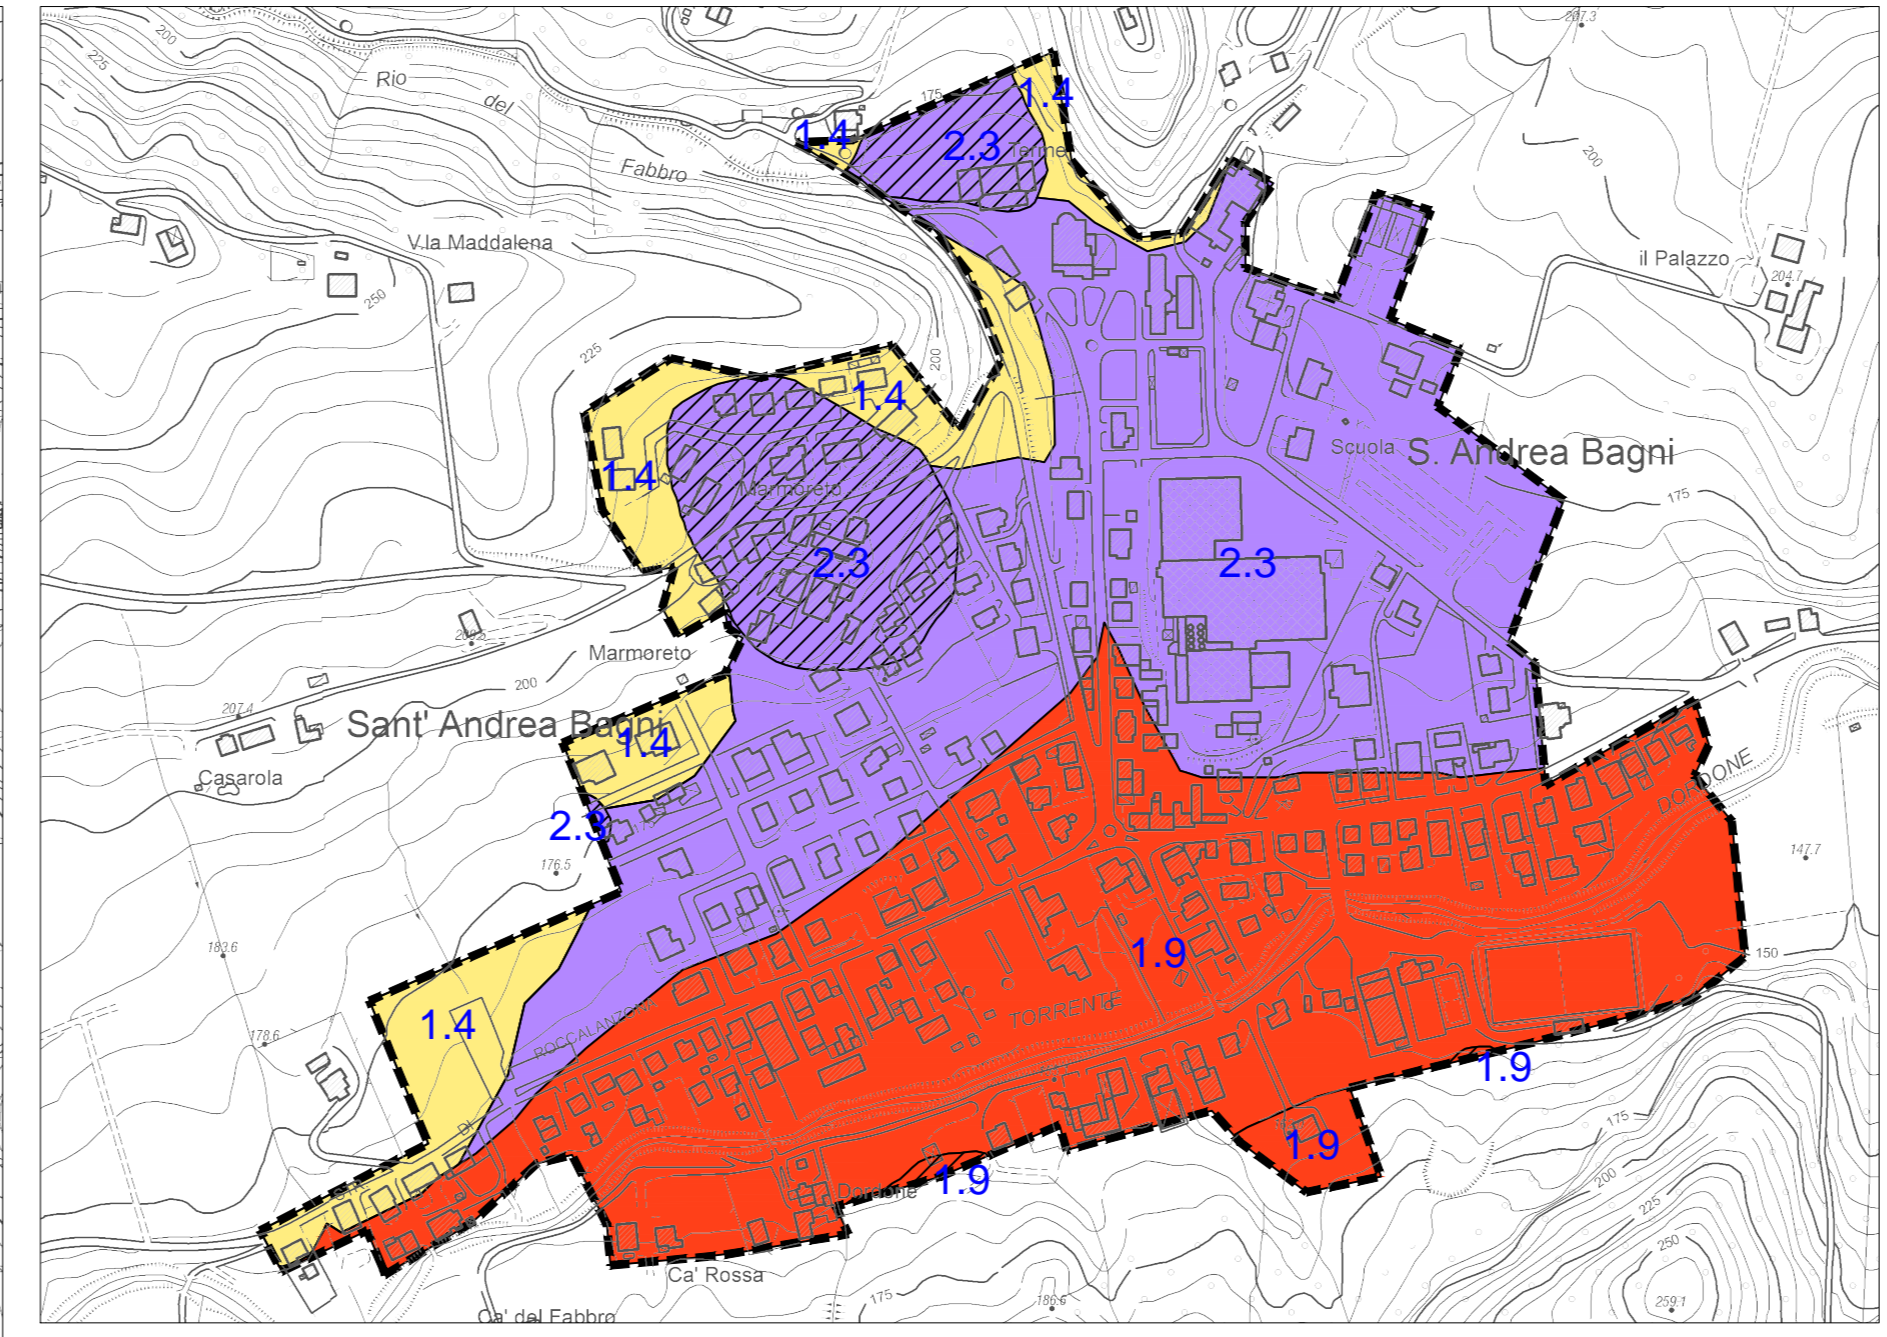 207.3
200
225
Rio
del
Fabbro
175
1.4
1.4
2.3
Terme
200
V.la Maddalena
250
il Palazzo
204.7
225
200
1.4
1.4
Marmoreto
2.3
2.3
Scuola
S. Andrea Bagni
175
Marmoreto
200
207.4
Sant' Andrea Bagni
1.4
Casarola
2.3
176.5
DORDONE
147.7
183.6
178.6
1.4
ROCCALANZONA
DI
STR.
TORRENTE
1.9
150
1.9
1.9
1.9
Dordone
175
200
225
250
259.1
Ca' Rossa
Ca' del Fabbro
175
186.6